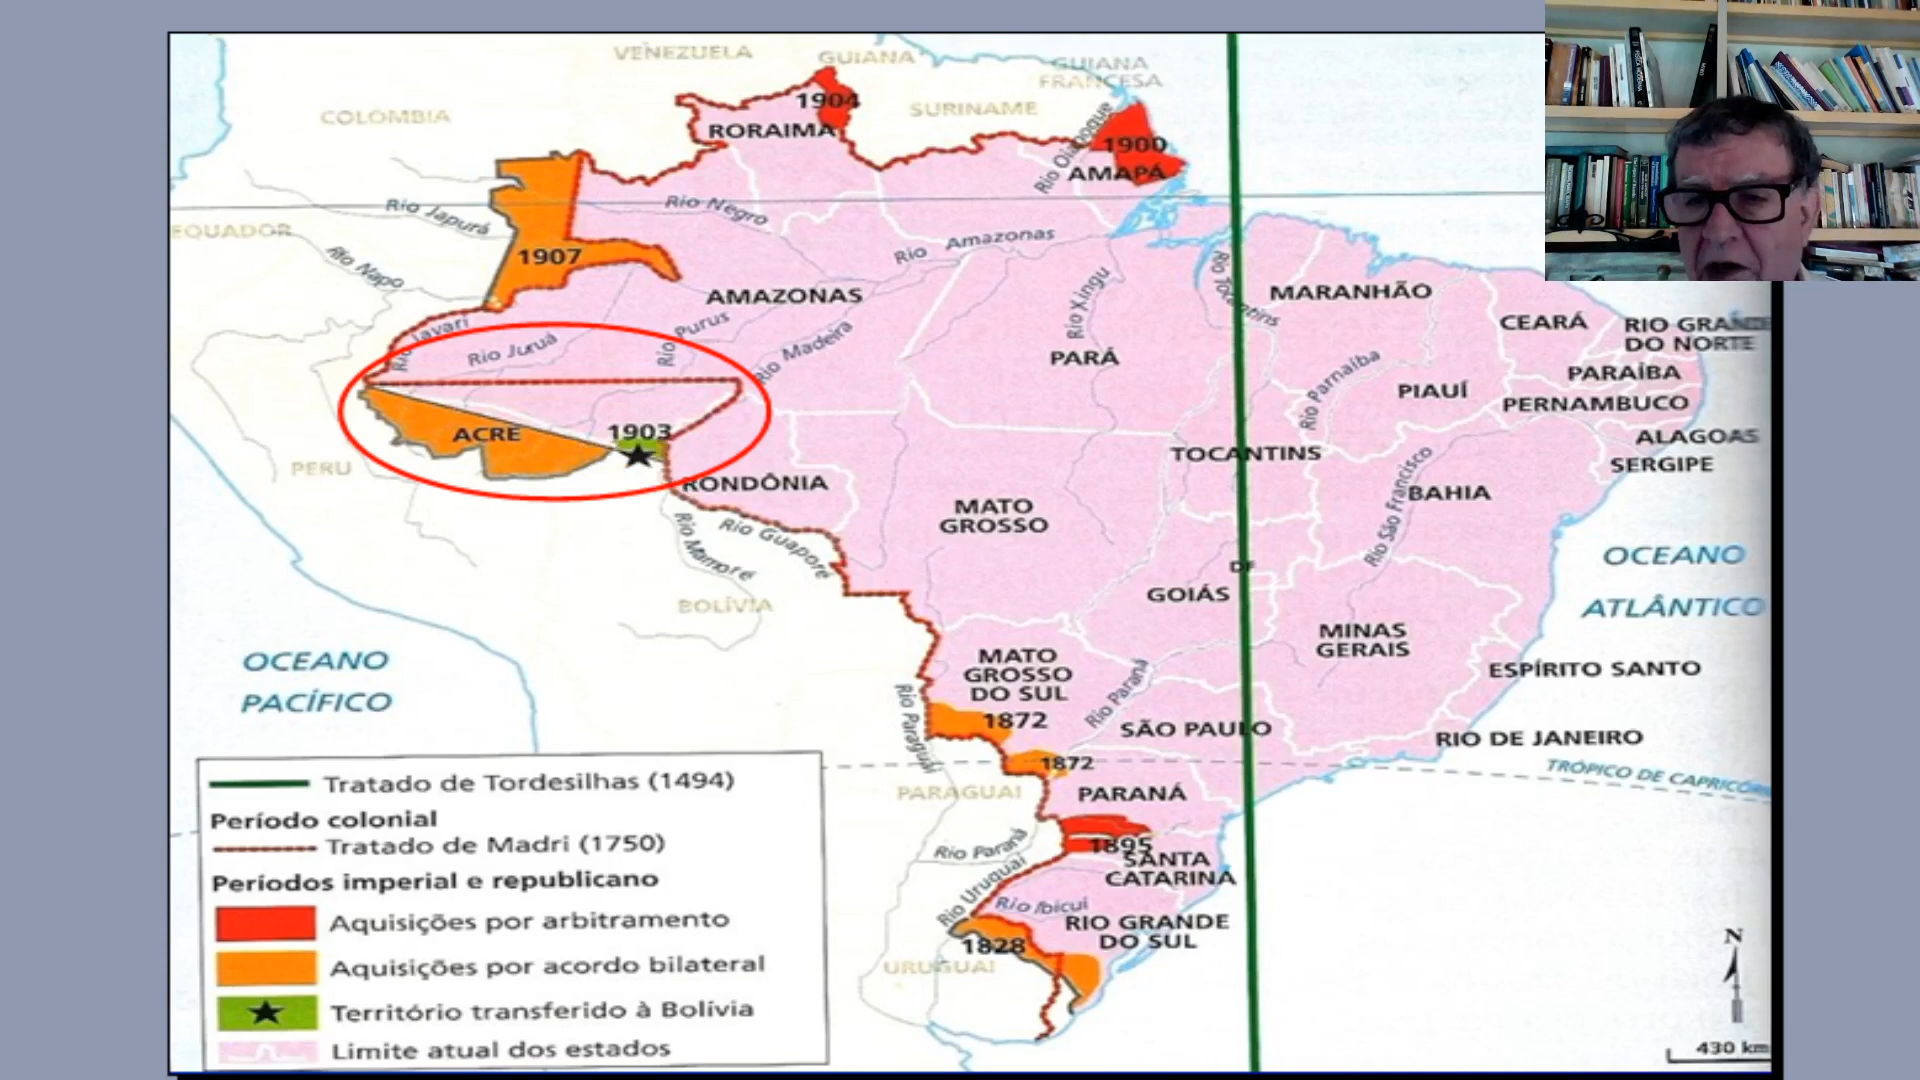 VENEZUELA
GUIANA
GUIANA
FRANCESA
COLÔMBIA
1904
SURINAME
RORAIMA
Rio Oiapoque
1900
AMAPÁ
EQUADOR
Rio Japurá
Rio Negro
Rio Napo
1907
Rio Amazonas
AMAZONAS
Rio Xingu
Rio Tocantins
MARANHÃO
CEARÁ
RIO GRANDE
DO NORTE
Rio Javari
Rio Juruá
Rio Purus
Rio Madeira
PARÁ
Rio Parnaíba
PIAUÍ
PARAÍBA
PERNAMBUCO
ACRE
1903
ALAGOAS
SERGIPE
PERU
RONDÔNIA
TOCANTINS
Rio São Francisco
BAHIA
MATO
GROSSO
Rio Mamoré
Rio Guaporé
OCEANO
ATLÂNTICO
DF
GOIÁS
BOLÍVIA
MINAS
GERAIS
OCEANO
PACÍFICO
MATO
GROSSO
DO SUL
ESPÍRITO SANTO
Rio Paraguai
1872
Rio Paraná
SÃO PAULO
RIO DE JANEIRO
1872
TRÓPICO DE CAPRICÓR
PARAGUAI
PARANÁ
Rio Paraná
1895
SANTA
CATARINA
Rio Uruguai
Rio Ibicuí
RIO GRANDE
DO SUL
1828
URUGUAI
Tratado de Tordesilhas (1494)
Período colonial
Tratado de Madri (1750)
Períodos imperial e republicano
Aquisições por arbitramento
Aquisições por acordo bilateral
Território transferido à Bolívia
Limite atual dos estados
N
430 km